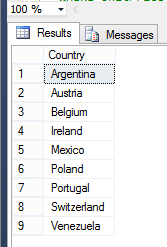 100 %
Results Messages
Country
1 Argentina
2 Austria
3 Belgium
4 Ireland
5 Mexico
6 Poland
7 Portugal
8 Switzerland
9 Venezuela